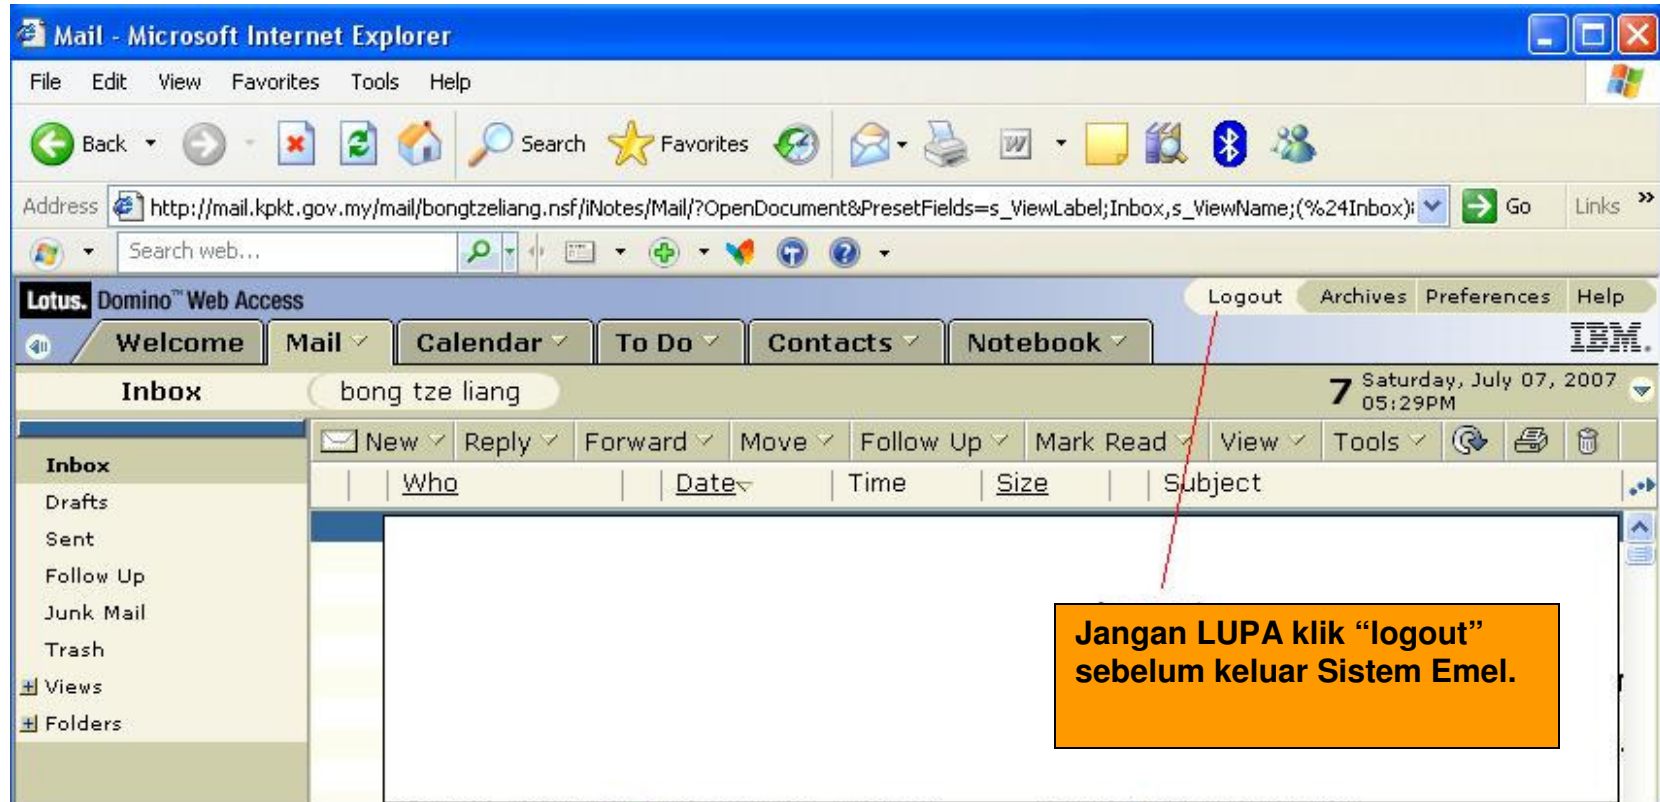 Mail - Microsoft Internet Explorer
File Edit View Favorites Tools Help
Back Search Favorites
Address http://mail.kpkt.gov.my/mail/bongtzeliang.nsf/iNotes/Mail/?OpenDocument&PresetFields=s_ViewLabel;Inbox,s_ViewName;(%24Inbox) Go Links »
Search web...
Lotus. Domino™ Web Access Logout Archives Preferences Help
Welcome Mail Calendar To Do Contacts Notebook IBM.
Inbox bong tze liang 7 Saturday, July 07, 2007
05:29PM
New Reply Forward Move Follow Up Mark Read View Tools
Who Date Time Size Subject
Inbox
Drafts
Sent
Follow Up
Junk Mail
Trash
Views
Folders
Jangan LUPA klik “logout”
sebelum keluar Sistem Emel.